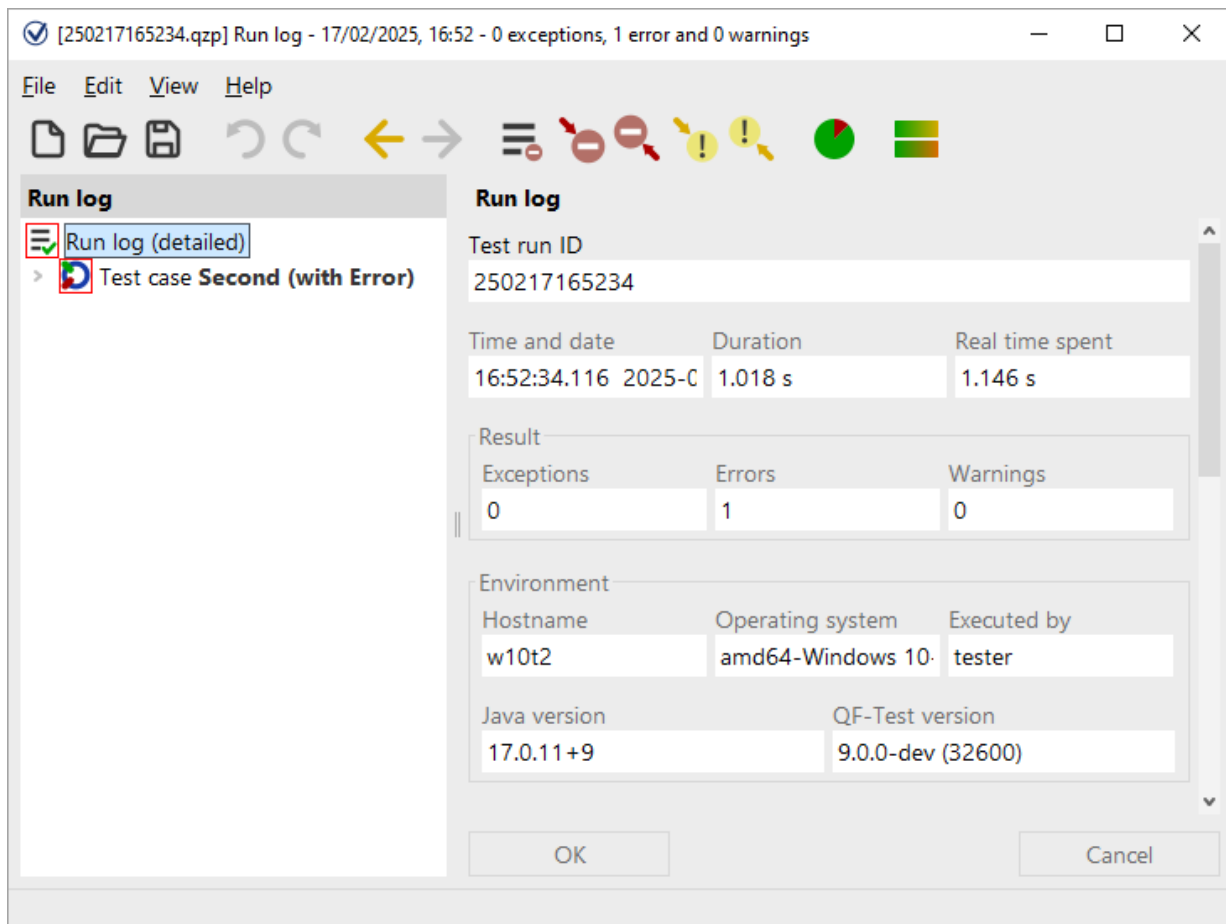 [250217165234.qzp] Run log - 17/02/2025, 16:52 - 0 exceptions, 1 error and 0 warnings
File Edit View Help
Run log
Run log (detailed)
Test case Second (with Error)
Run log
Test run ID
250217165234
Time and date Duration Real time spent
16:52:34.116 2025-0 1.018 s 1.146 s
Result
Exceptions Errors Warnings
0 1 0
Environment
Hostname Operating system Executed by
w10t2 amd64-Windows 10- tester
Java version QF-Test version
17.0.11+9 9.0.0-dev (32600)
OK Cancel